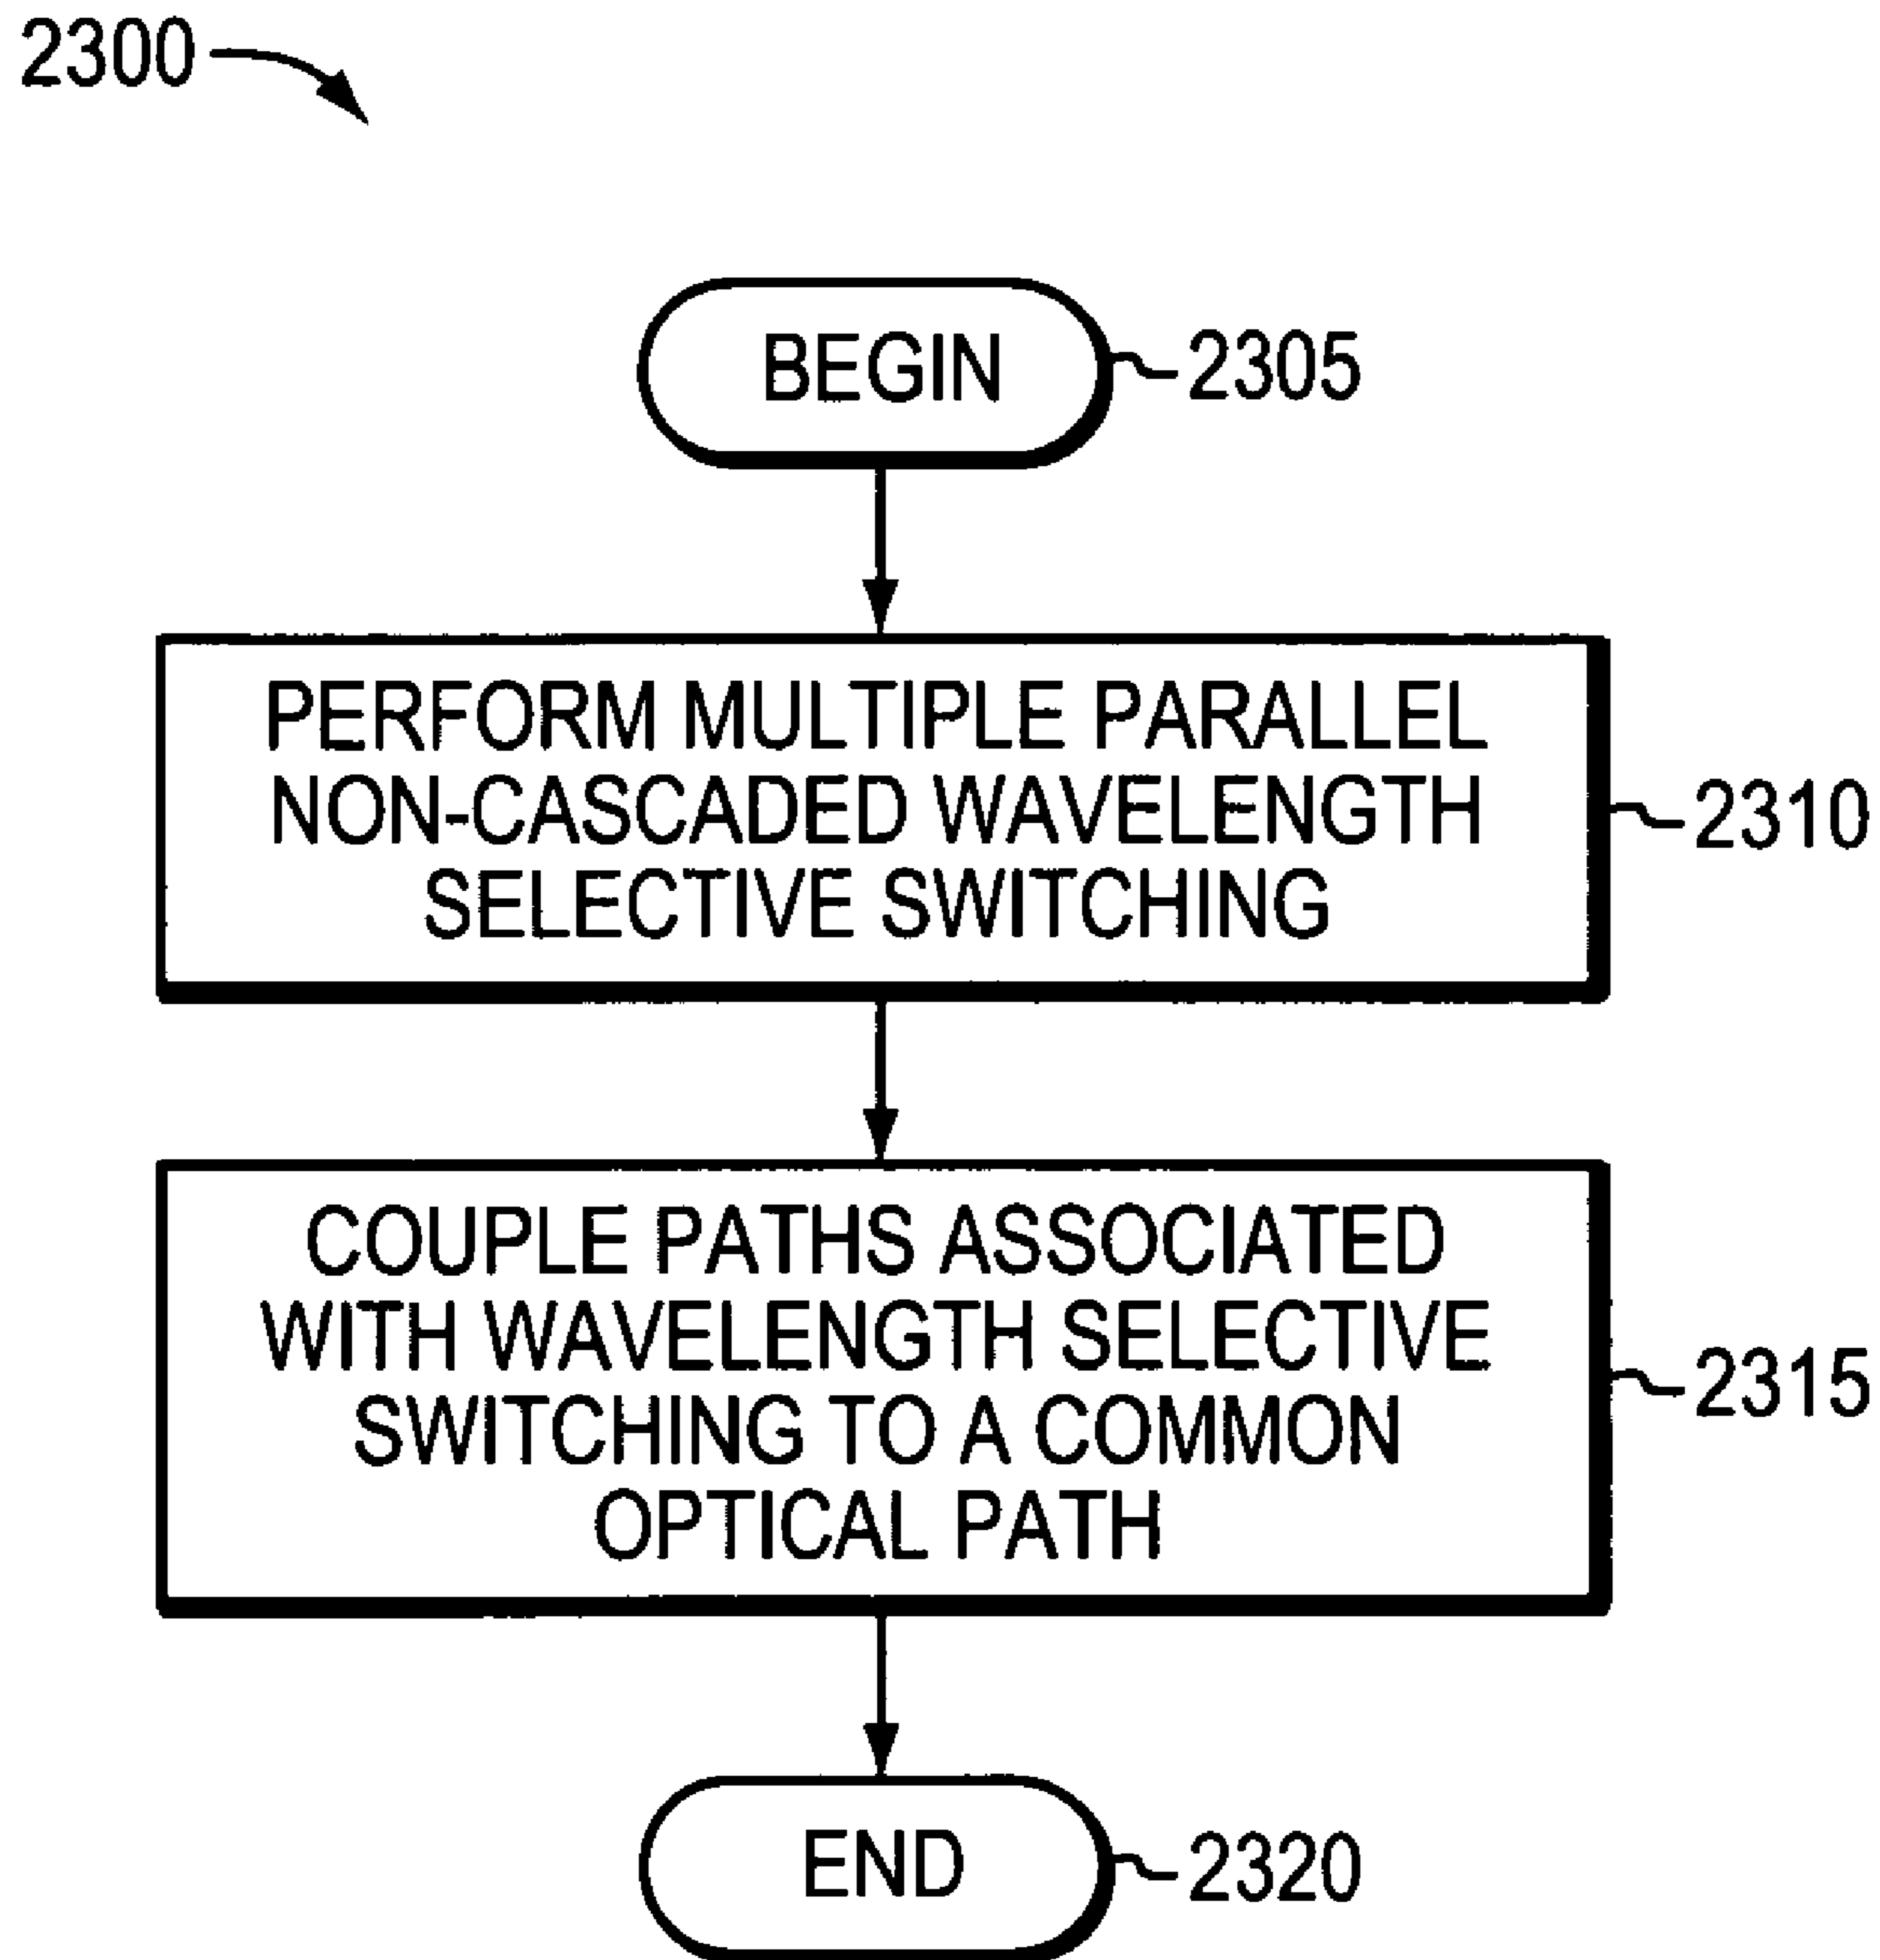 2300
BEGIN
2305
PERFORM MULTIPLE PARALLEL
NON-CASCADED WAVELENGTH
SELECTIVE SWITCHING
2310
COUPLE PATHS ASSOCIATED
WITH WAVELENGTH SELECTIVE
SWITCHING TO A COMMON
OPTICAL PATH
2315
END
2320